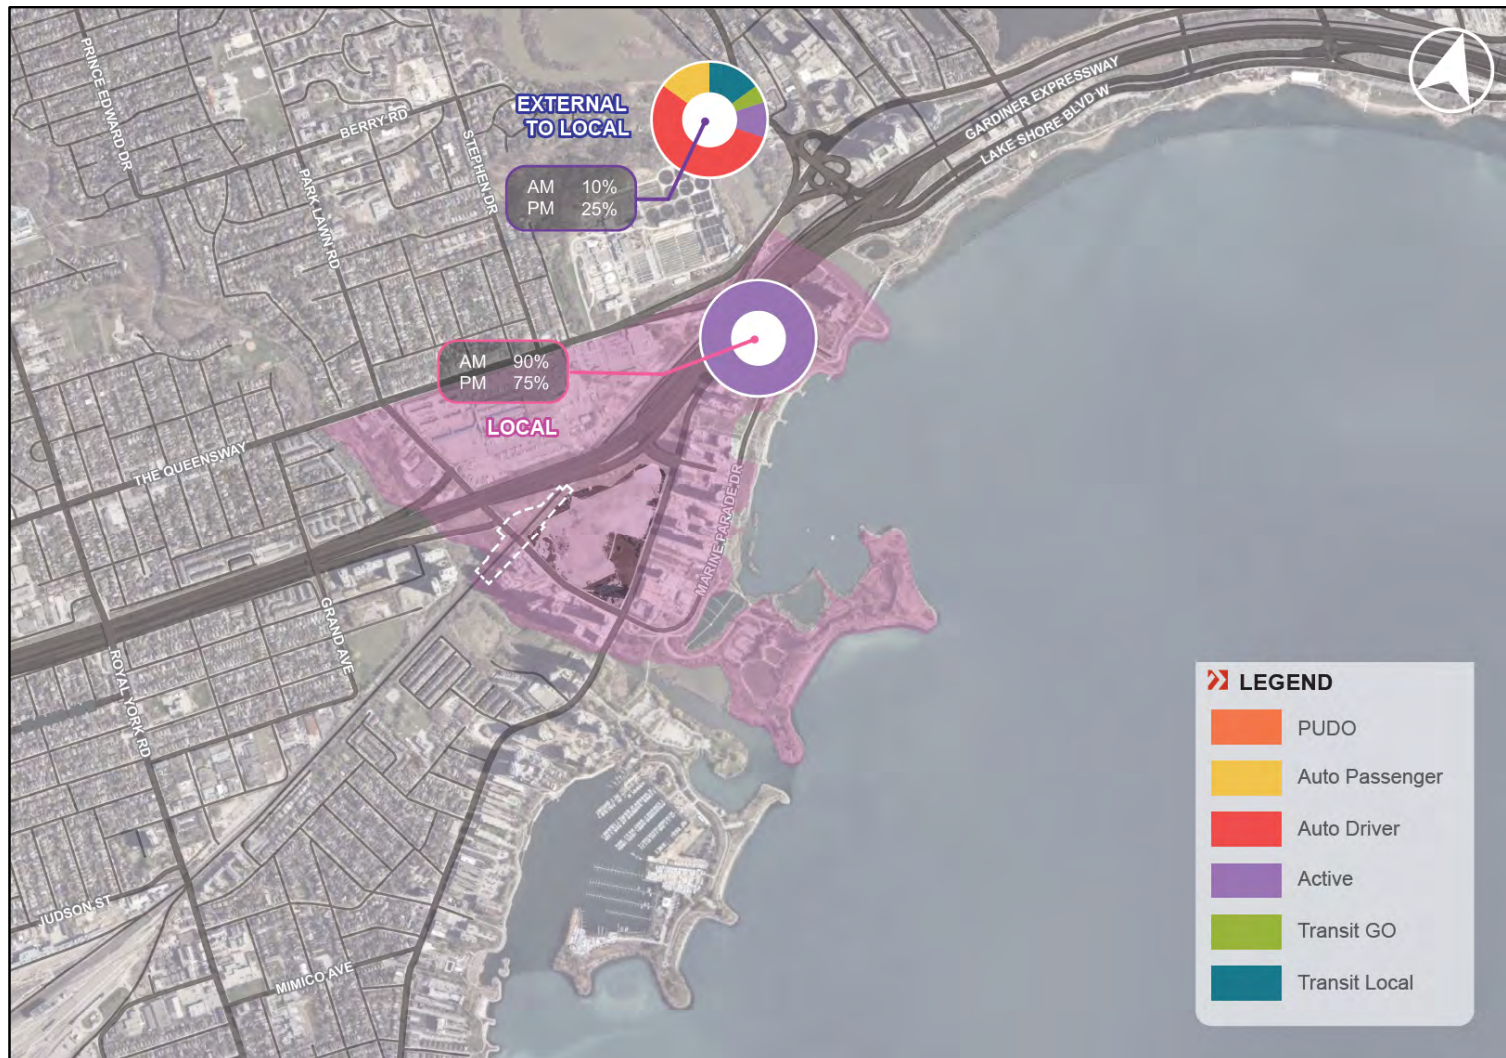 PRINCE EDWARD DR
BERRY RD
STEPHEN DR
PARK LAWN RD
EXTERNAL
TO LOCAL
AM 10%
PM 25%
GARDINER EXPRESSWAY
LAKE SHORE BLVD W
AM 90%
PM 75%
LOCAL
THE QUEENSWAY
MARINE PARADE DR
GRAND AVE
ROYAL YORK RD
JUDSON ST
MIMICO AVE
LEGEND
PUDO
Auto Passenger
Auto Driver
Active
Transit GO
Transit Local